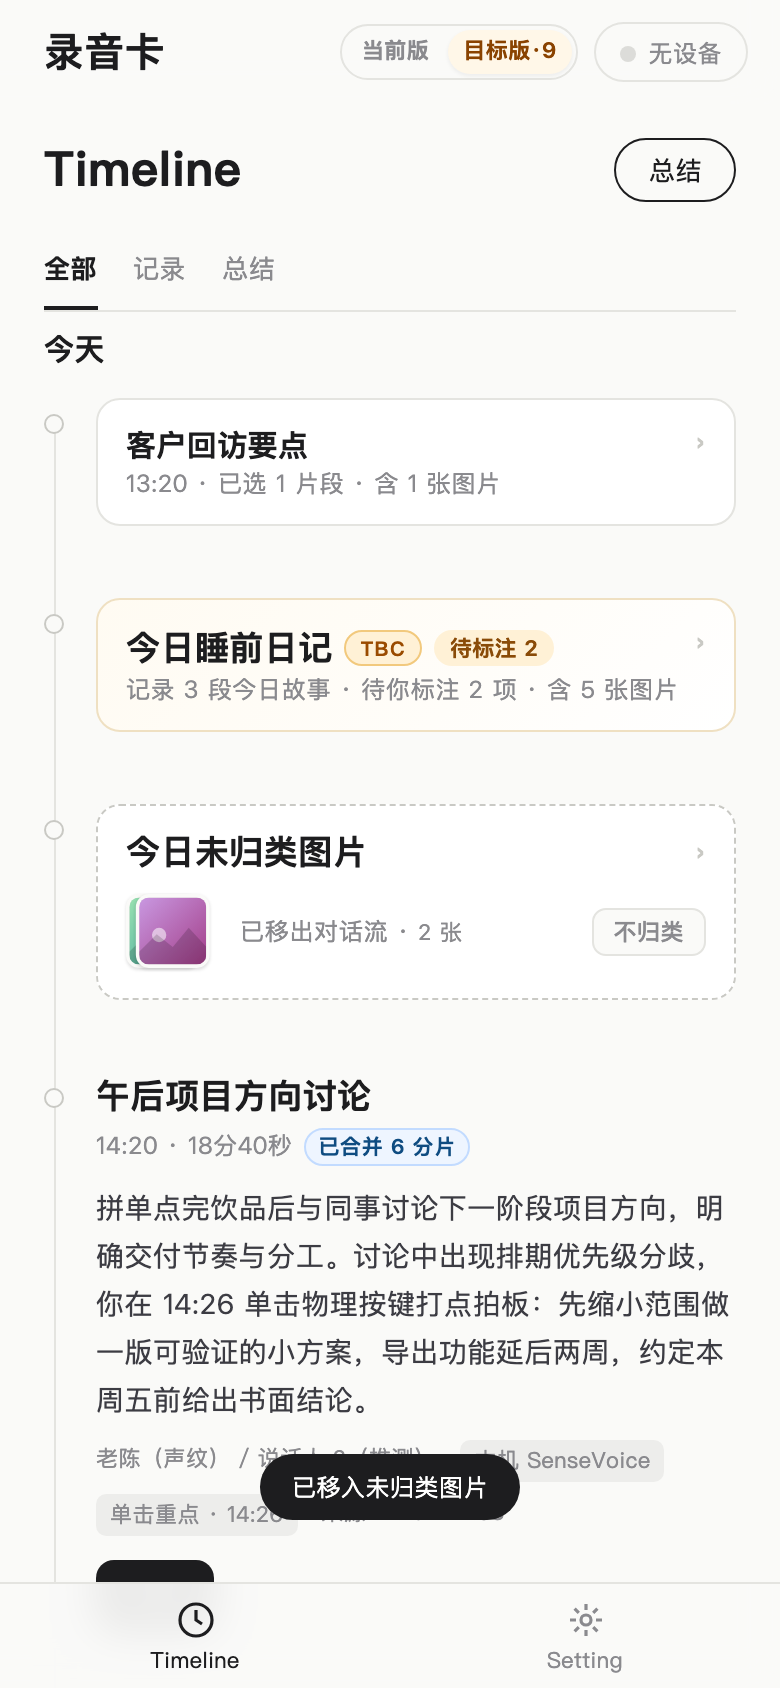 录音卡
当前版 目标版·9 无设备
Timeline
总结
全部 记录 总结
今天
客户回访要点
13:20 · 已选 1 片段 · 含 1 张图片
今日睡前日记 TBC 待标注 2
记录 3 段今日故事 · 待你标注 2 项 · 含 5 张图片
今日未归类图片
已移出对话流 · 2 张 不归类
午后项目方向讨论
14:20 · 18分40秒 已合并 6 分片
拼单点完饮品后与同事讨论下一阶段项目方向，明
确交付节奏与分工。讨论中出现排期优先级分歧，
你在 14:26 单击物理按键打点拍板：先缩小范围做
一版可验证的小方案，导出功能延后两周，约定本
周五前给出书面结论。
老陈（声纹） / SenseVoice
已移入未归类图片
单击重点 · 14:26
Timeline Setting